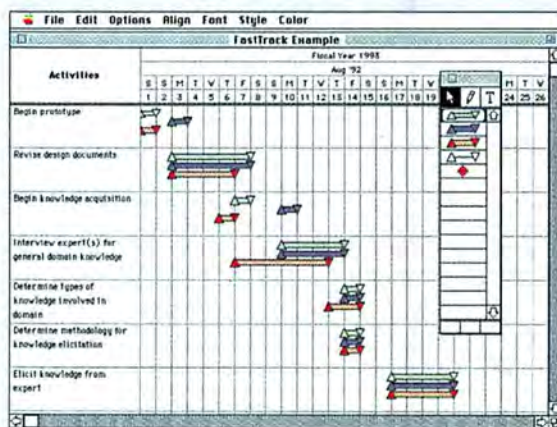 File Edit Options Align Font Style Color
FastTrack Example
Activities
Fiscal Year 1993
Aug '92
S S M T W T F S S M T W T F S S M T W M T W
1 2 3 4 5 6 7 8 9 10 11 12 13 14 15 16 17 18 19 24 25 26
T
Begin prototype
Revise design documents
Begin knowledge acquisition
Interview expert(s) for
general domain knowledge
Determine types of
knowledge involved in
domain
Determine methodology for
knowledge elicitation
Elicit knowledge from
expert